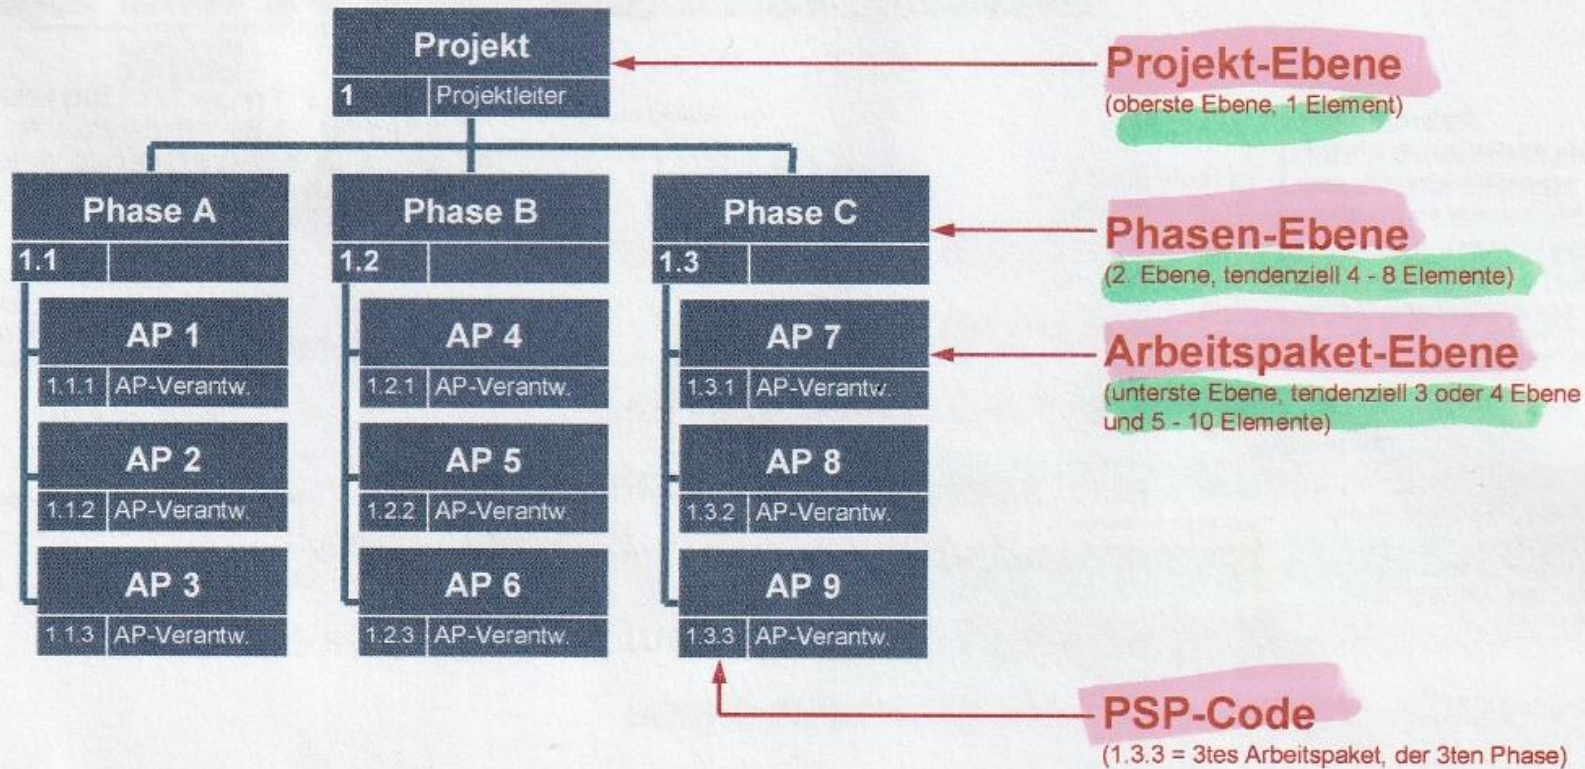 Projekt
1 Projektleiter
Projekt-Ebene
(oberste Ebene, 1 Element)
Phase A
1.1
Phase B
1.2
Phase C
1.3
Phasen-Ebene
(2. Ebene, tendenziell 4 - 8 Elemente)
AP 1
1.1.1 AP-Verantw.
AP 4
1.2.1 AP-Verantw.
AP 7
1.3.1 AP-Verantw.
Arbeitspaket-Ebene
(unterste Ebene, tendenziell 3 oder 4 Ebene
und 5 - 10 Elemente)
AP 2
1.1.2 AP-Verantw.
AP 5
1.2.2 AP-Verantw.
AP 8
1.3.2 AP-Verantw.
AP 3
1.1.3 AP-Verantw.
AP 6
1.2.3 AP-Verantw.
AP 9
1.3.3 AP-Verantw.
PSP-Code
(1.3.3 = 3tes Arbeitspaket, der 3ten Phase)